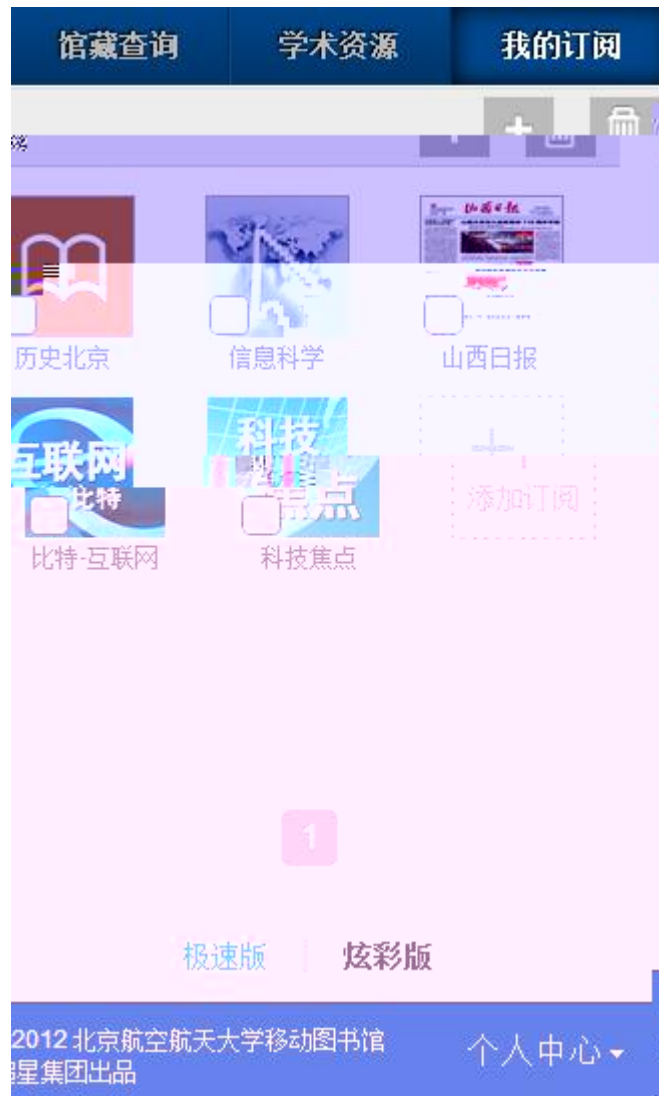 馆藏查询 学术资源 我的订阅
山西日报
历史北京 信息科学 山西日报
互联网 科技
比特 焦点 添加订阅
比特-互联网 科技焦点
1
极速版 炫彩版
2012 北京航空航天大学移动图书馆
星集团出品 个人中心